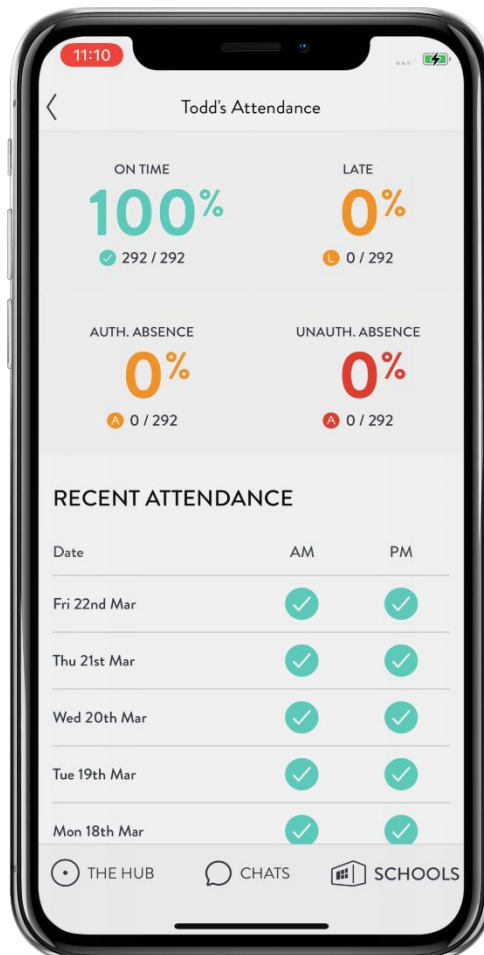 11:10
Todd's Attendance
ON TIME
100%
292 / 292
LATE
0%
L 0 / 292
AUTH. ABSENCE
0%
A 0 / 292
UNAUTH. ABSENCE
0%
A 0 / 292
RECENT ATTENDANCE
Date AM PM
Fri 22nd Mar
Thu 21st Mar
Wed 20th Mar
Tue 19th Mar
Mon 18th Mar
THE HUB CHATS SCHOOLS